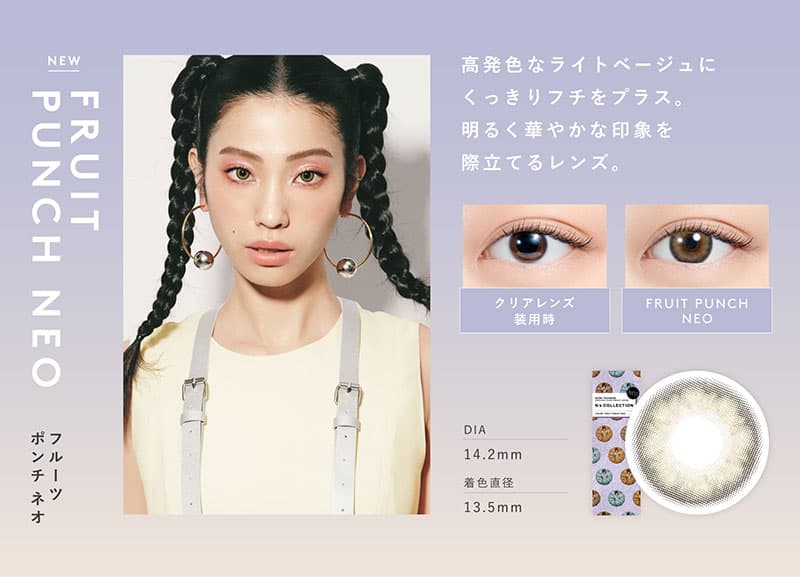 NEW
FRUIT
PUNCH NEO
フルーツ
ポンチ ネオ
高発色なライトベージュに
くっきりフチをプラス。
明るく華やかな印象を
際立てるレンズ。
クリアレンズ
装用時
FRUIT PUNCH
NEO
DIA
14.2mm
着色直径
13.5mm
N's COLLECTION